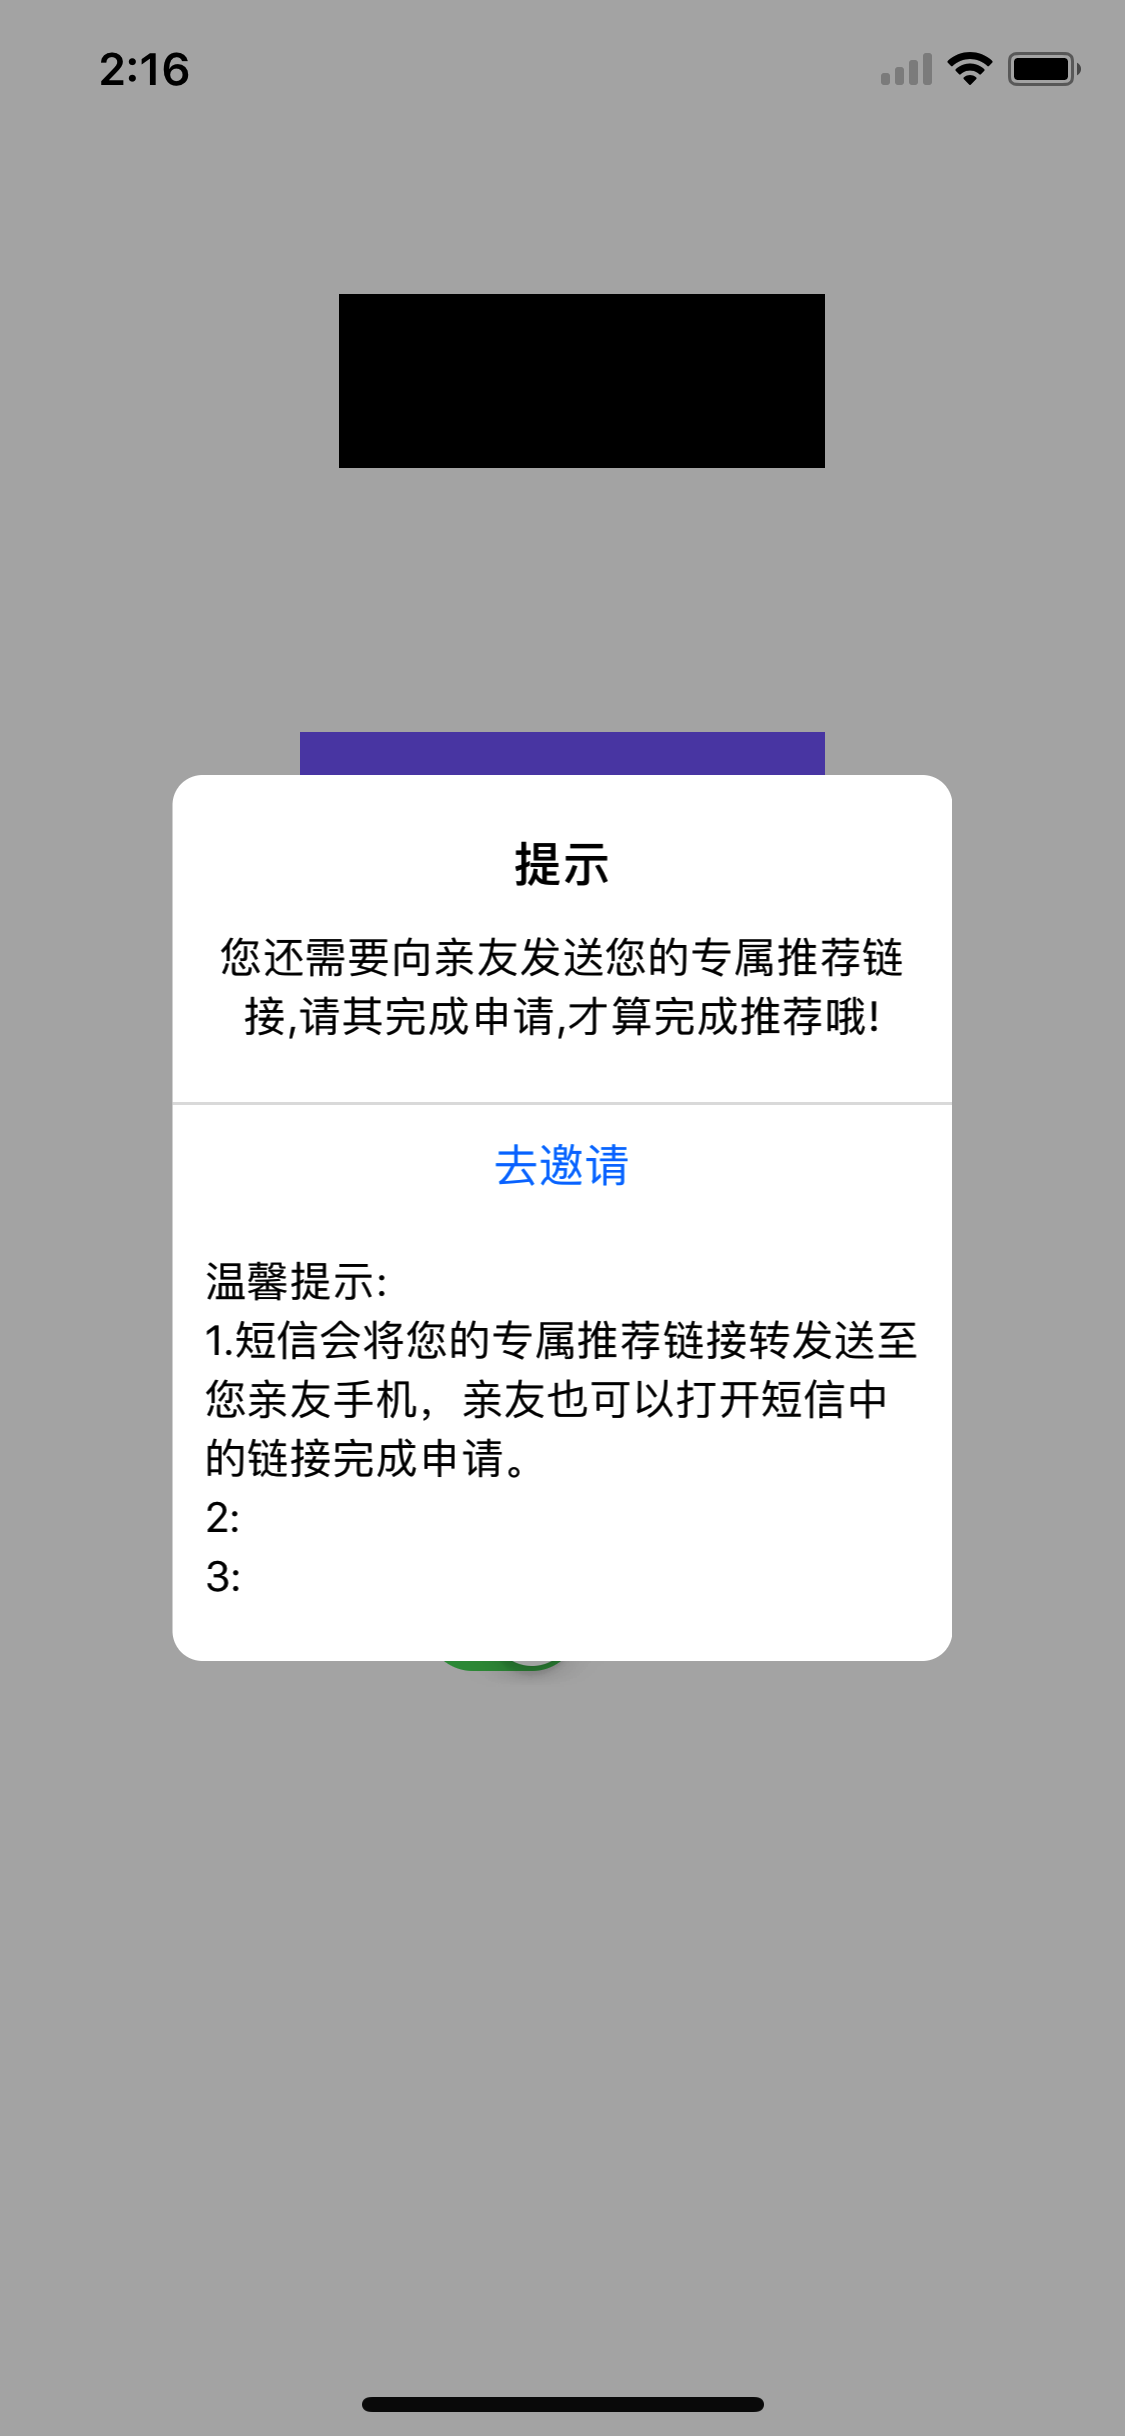 2:16
提示
您还需要向亲友发送您的专属推荐链
接,请其完成申请,才算完成推荐哦!
去邀请
温馨提示:
1.短信会将您的专属推荐链接转发送至
您亲友手机，亲友也可以打开短信中
的链接完成申请。
2:
3: